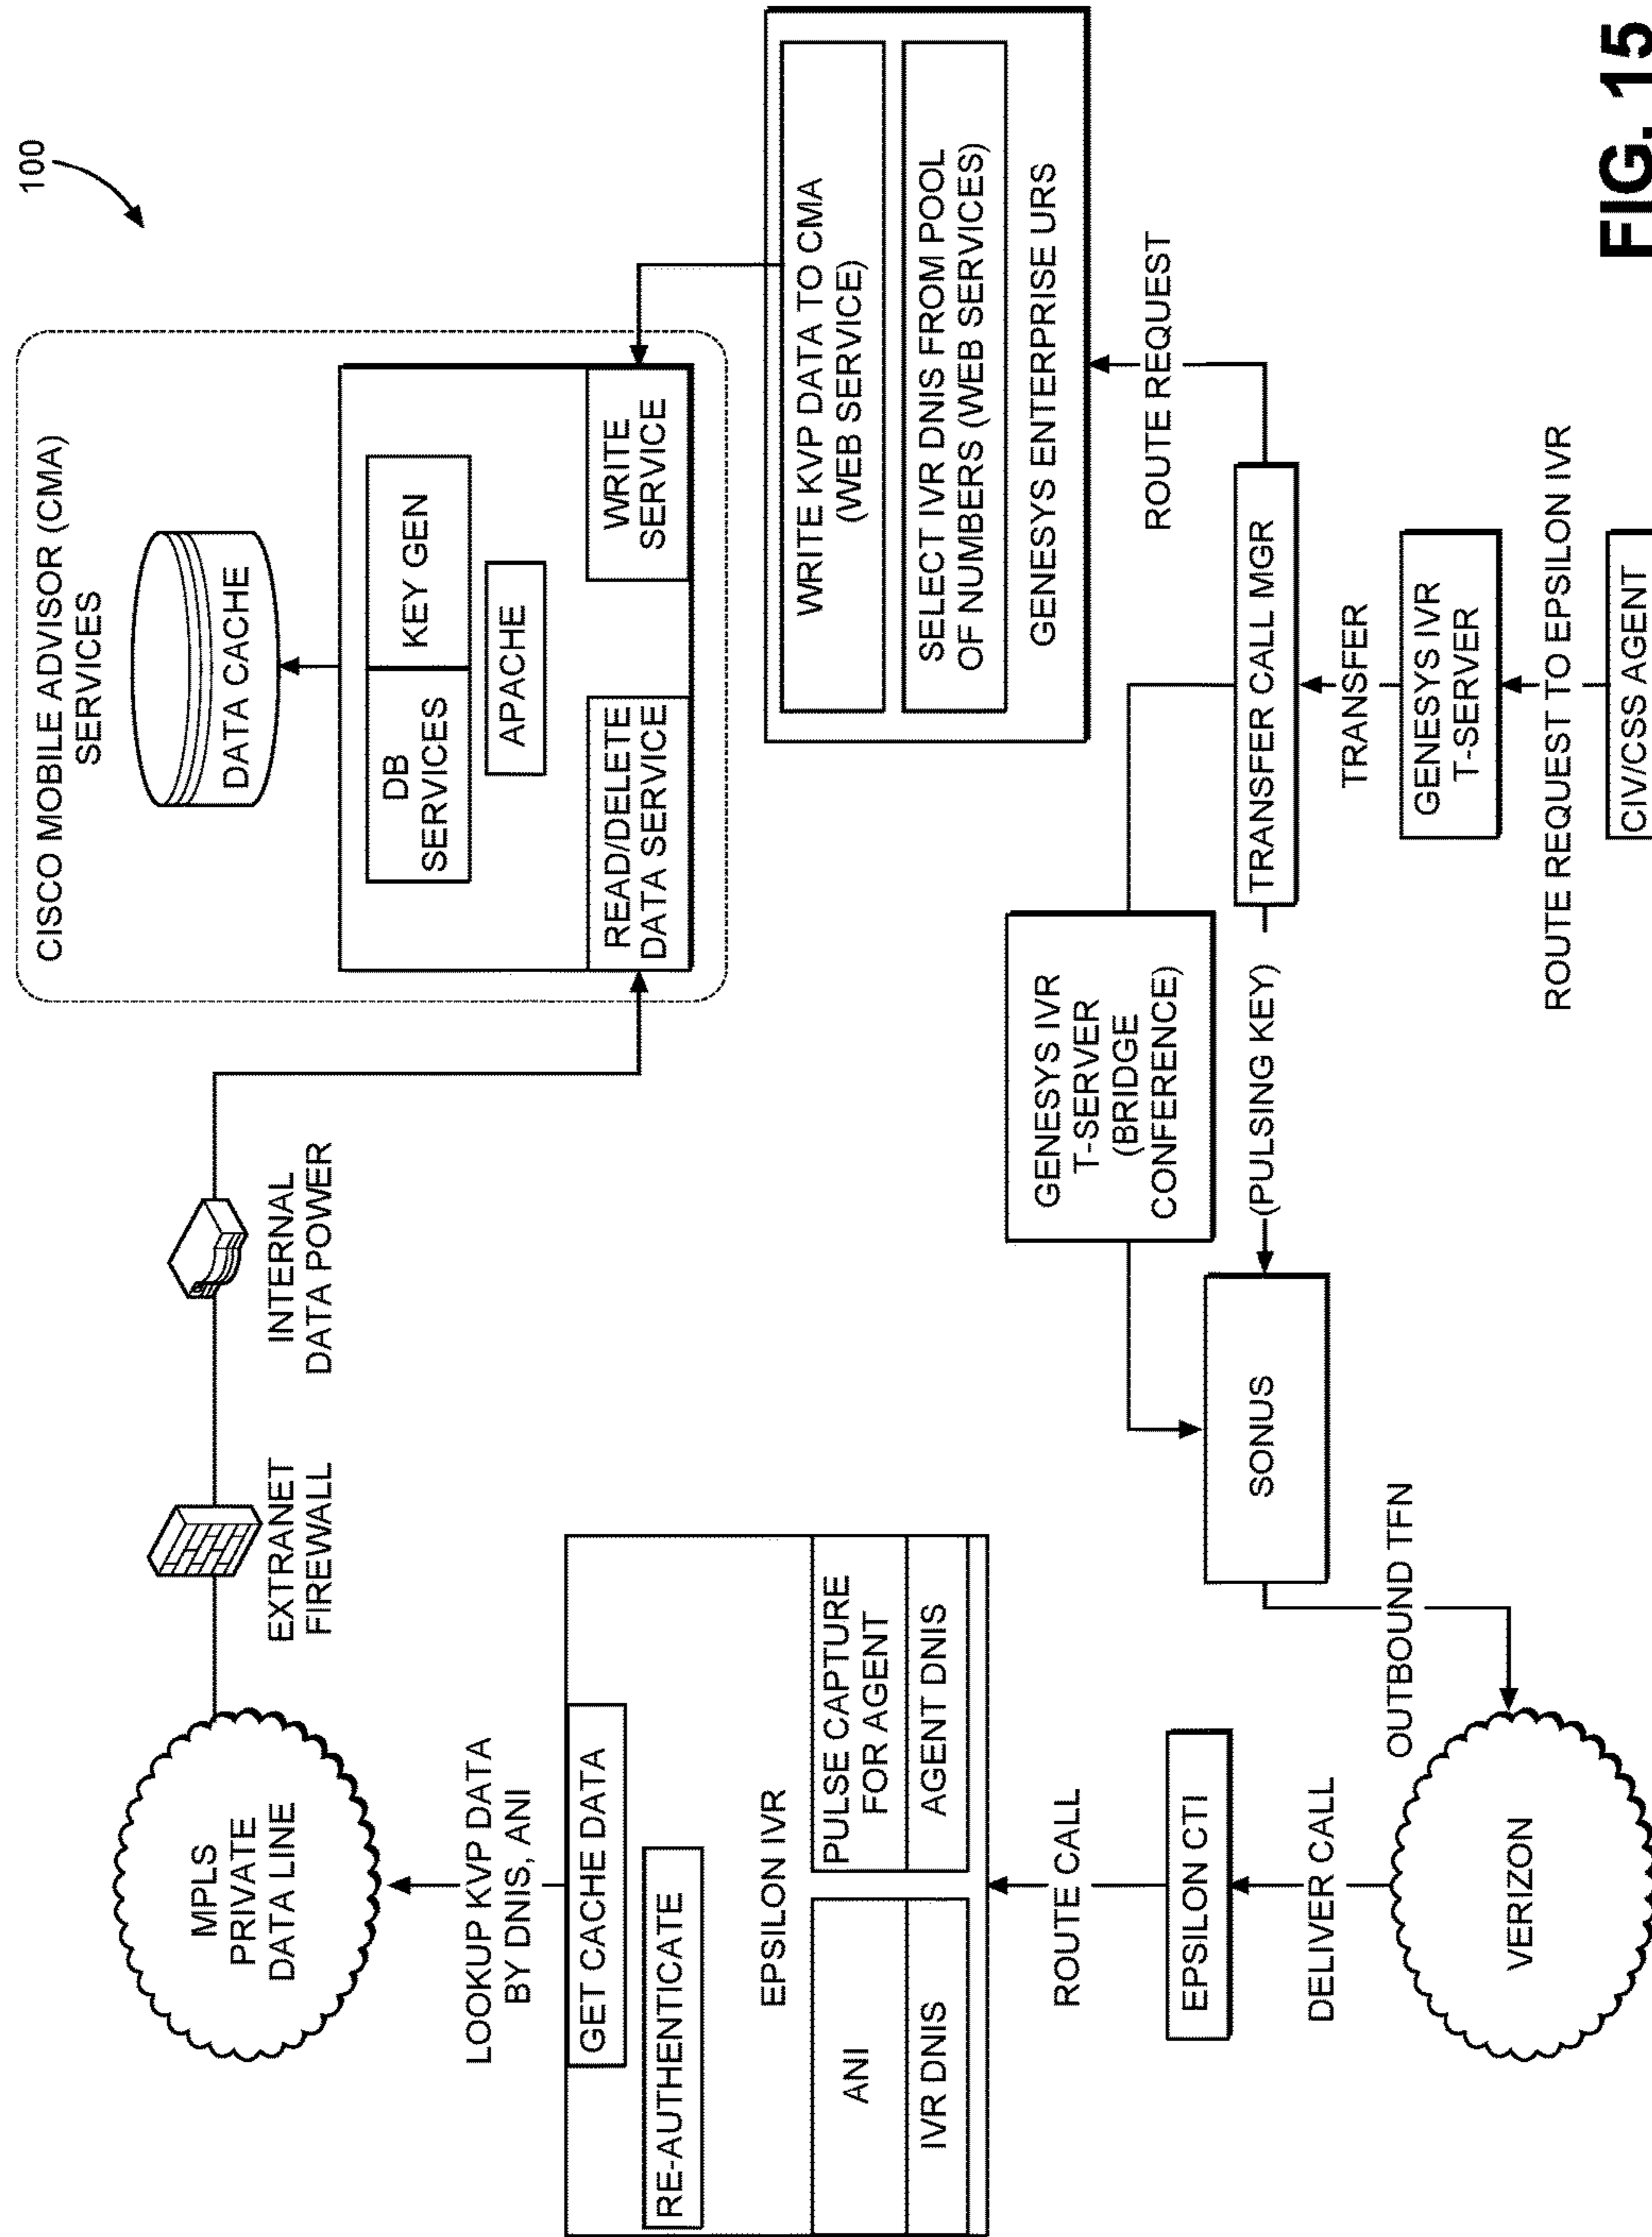 100
CISCO MOBILE ADVISOR (CMA)
SERVICES
DATA CACHE
DB
SERVICES
KEY GEN
APACHE
READ/DELETE
DATA SERVICE
WRITE
SERVICE
MPLS
PRIVATE
DATA LINE
EXTRANET
FIREWALL
INTERNAL
DATA POWER
LOOKUP KVP DATA
BY DNIS, ANI
GET CACHE DATA
RE-AUTHENTICATE
EPSILON IVR
ANI
IVR DNIS
PULSE CAPTURE
FOR AGENT
AGENT DNIS
ROUTE CALL
EPSILON CTI
DELIVER CALL
VERIZON
OUTBOUND TFN
SONUS
GENESYS IVR
T-SERVER
(BRIDGE
CONFERENCE)
(PULSING KEY)
WRITE KVP DATA TO CMA
(WEB SERVICE)
SELECT IVR DNIS FROM POOL
OF NUMBERS (WEB SERVICES)
GENESYS ENTERPRISE URS
ROUTE REQUEST
TRANSFER CALL MGR
TRANSFER
GENESYS IVR
T-SERVER
ROUTE REQUEST TO EPSILON IVR
CIV/CSS AGENT
FIG. 15